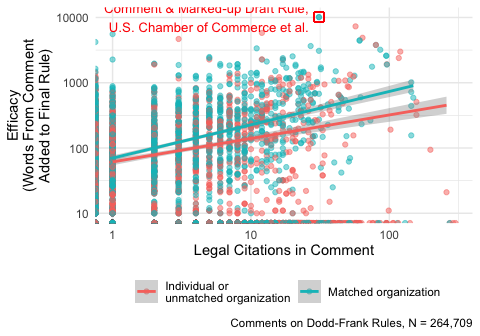 Comment & Marked-up Draft Rule,
U.S. Chamber of Commerce et al.
10000
1000
100
10
Efficacy
(Words From Comment
Added to Final Rule)
1
10
100
Legal Citations in Comment
Individual or
unmatched organization
Matched organization
Comments on Dodd-Frank Rules, N = 264,709